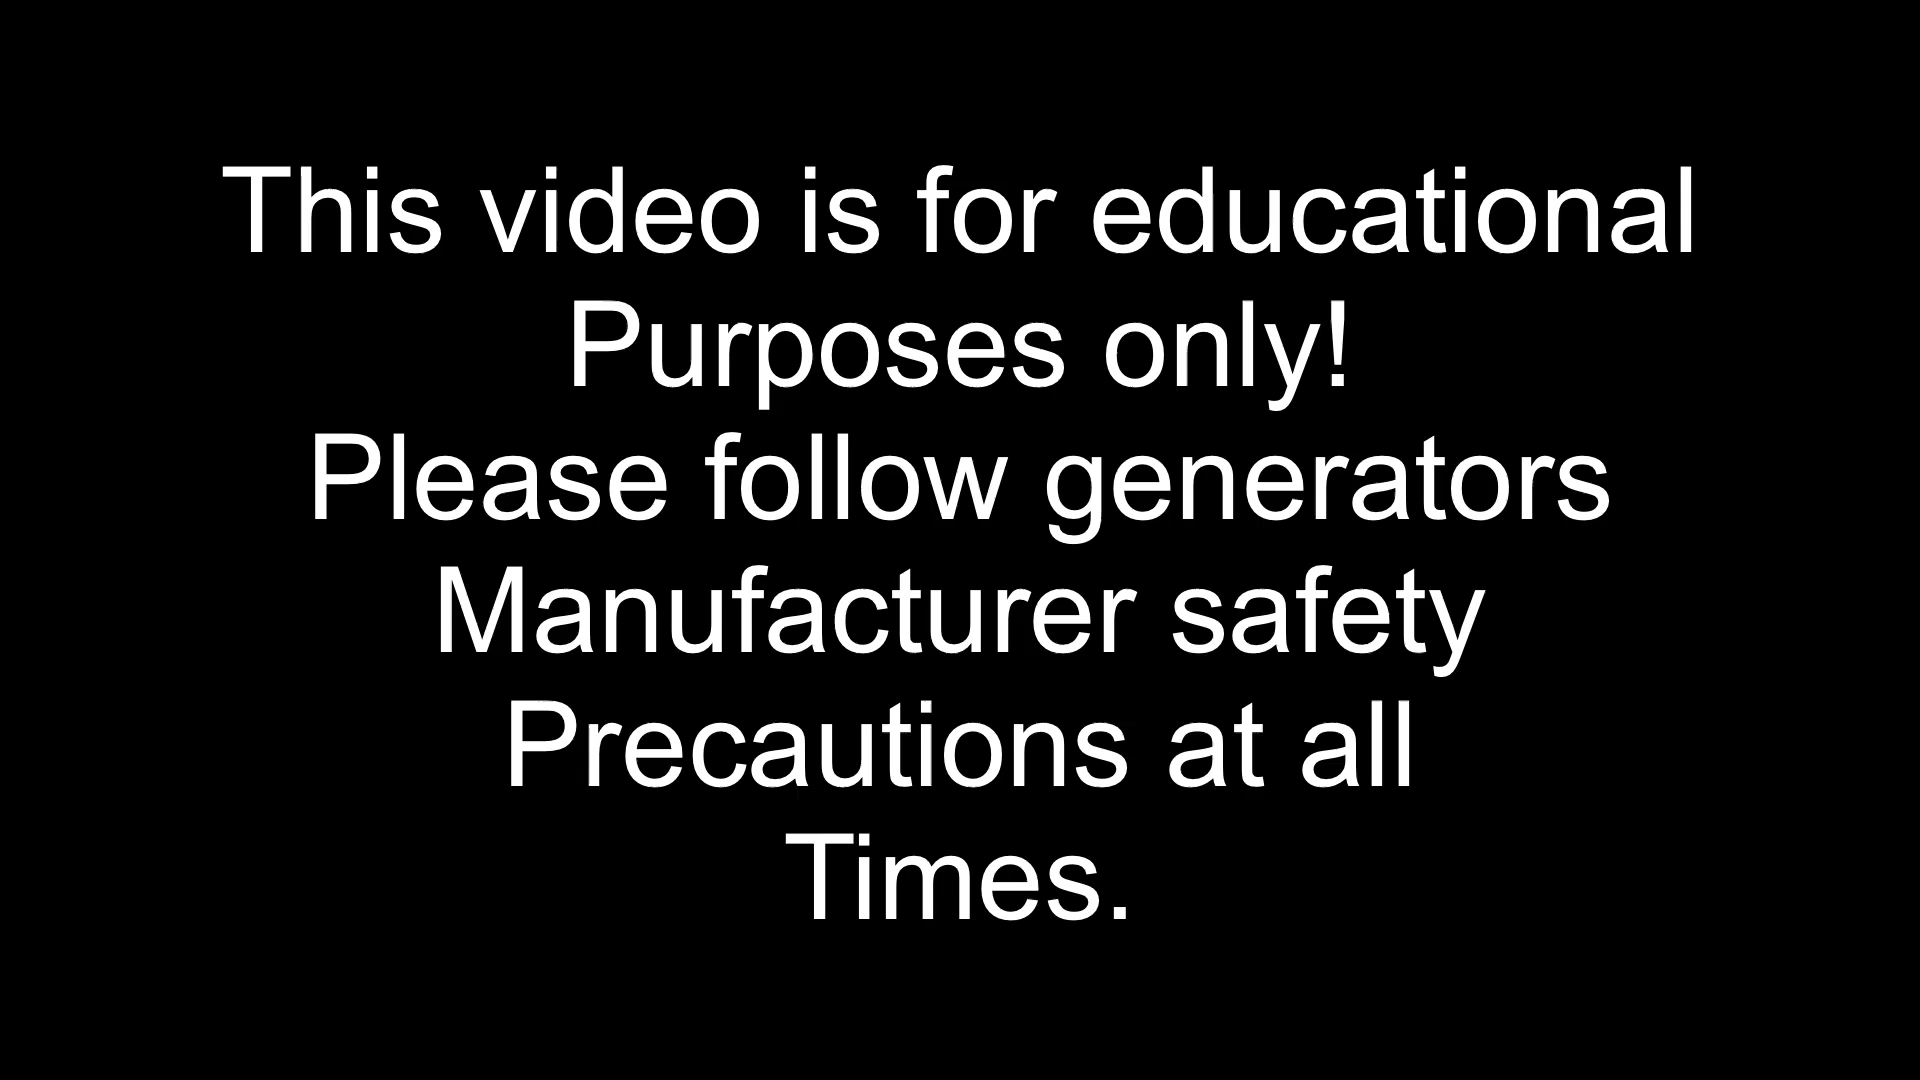 This video is for educational
Purposes only!
Please follow generators
Manufacturer safety
Precautions at all
Times.